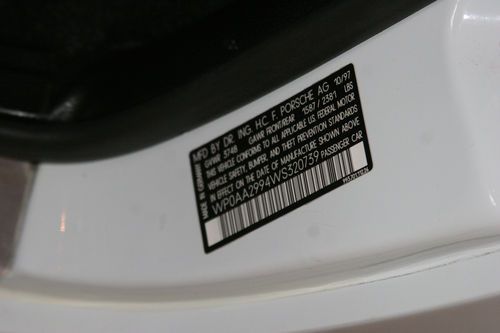 MFD BY DR. ING. H.C. F. PORSCHE AG 10/97
GVWR 3748 GAWR FRONT/REAR 1587 / 2381 LBS
THIS VEHICLE CONFORMS TO ALL APPLICABLE U.S. FEDERAL MOTOR
VEHICLE SAFETY, BUMPER, AND THEFT PREVENTION STANDARDS
IN EFFECT ON THE DATE OF MANUFACTURE SHOWN ABOVE
WP0AA2994WS320739 PASSENGER CAR